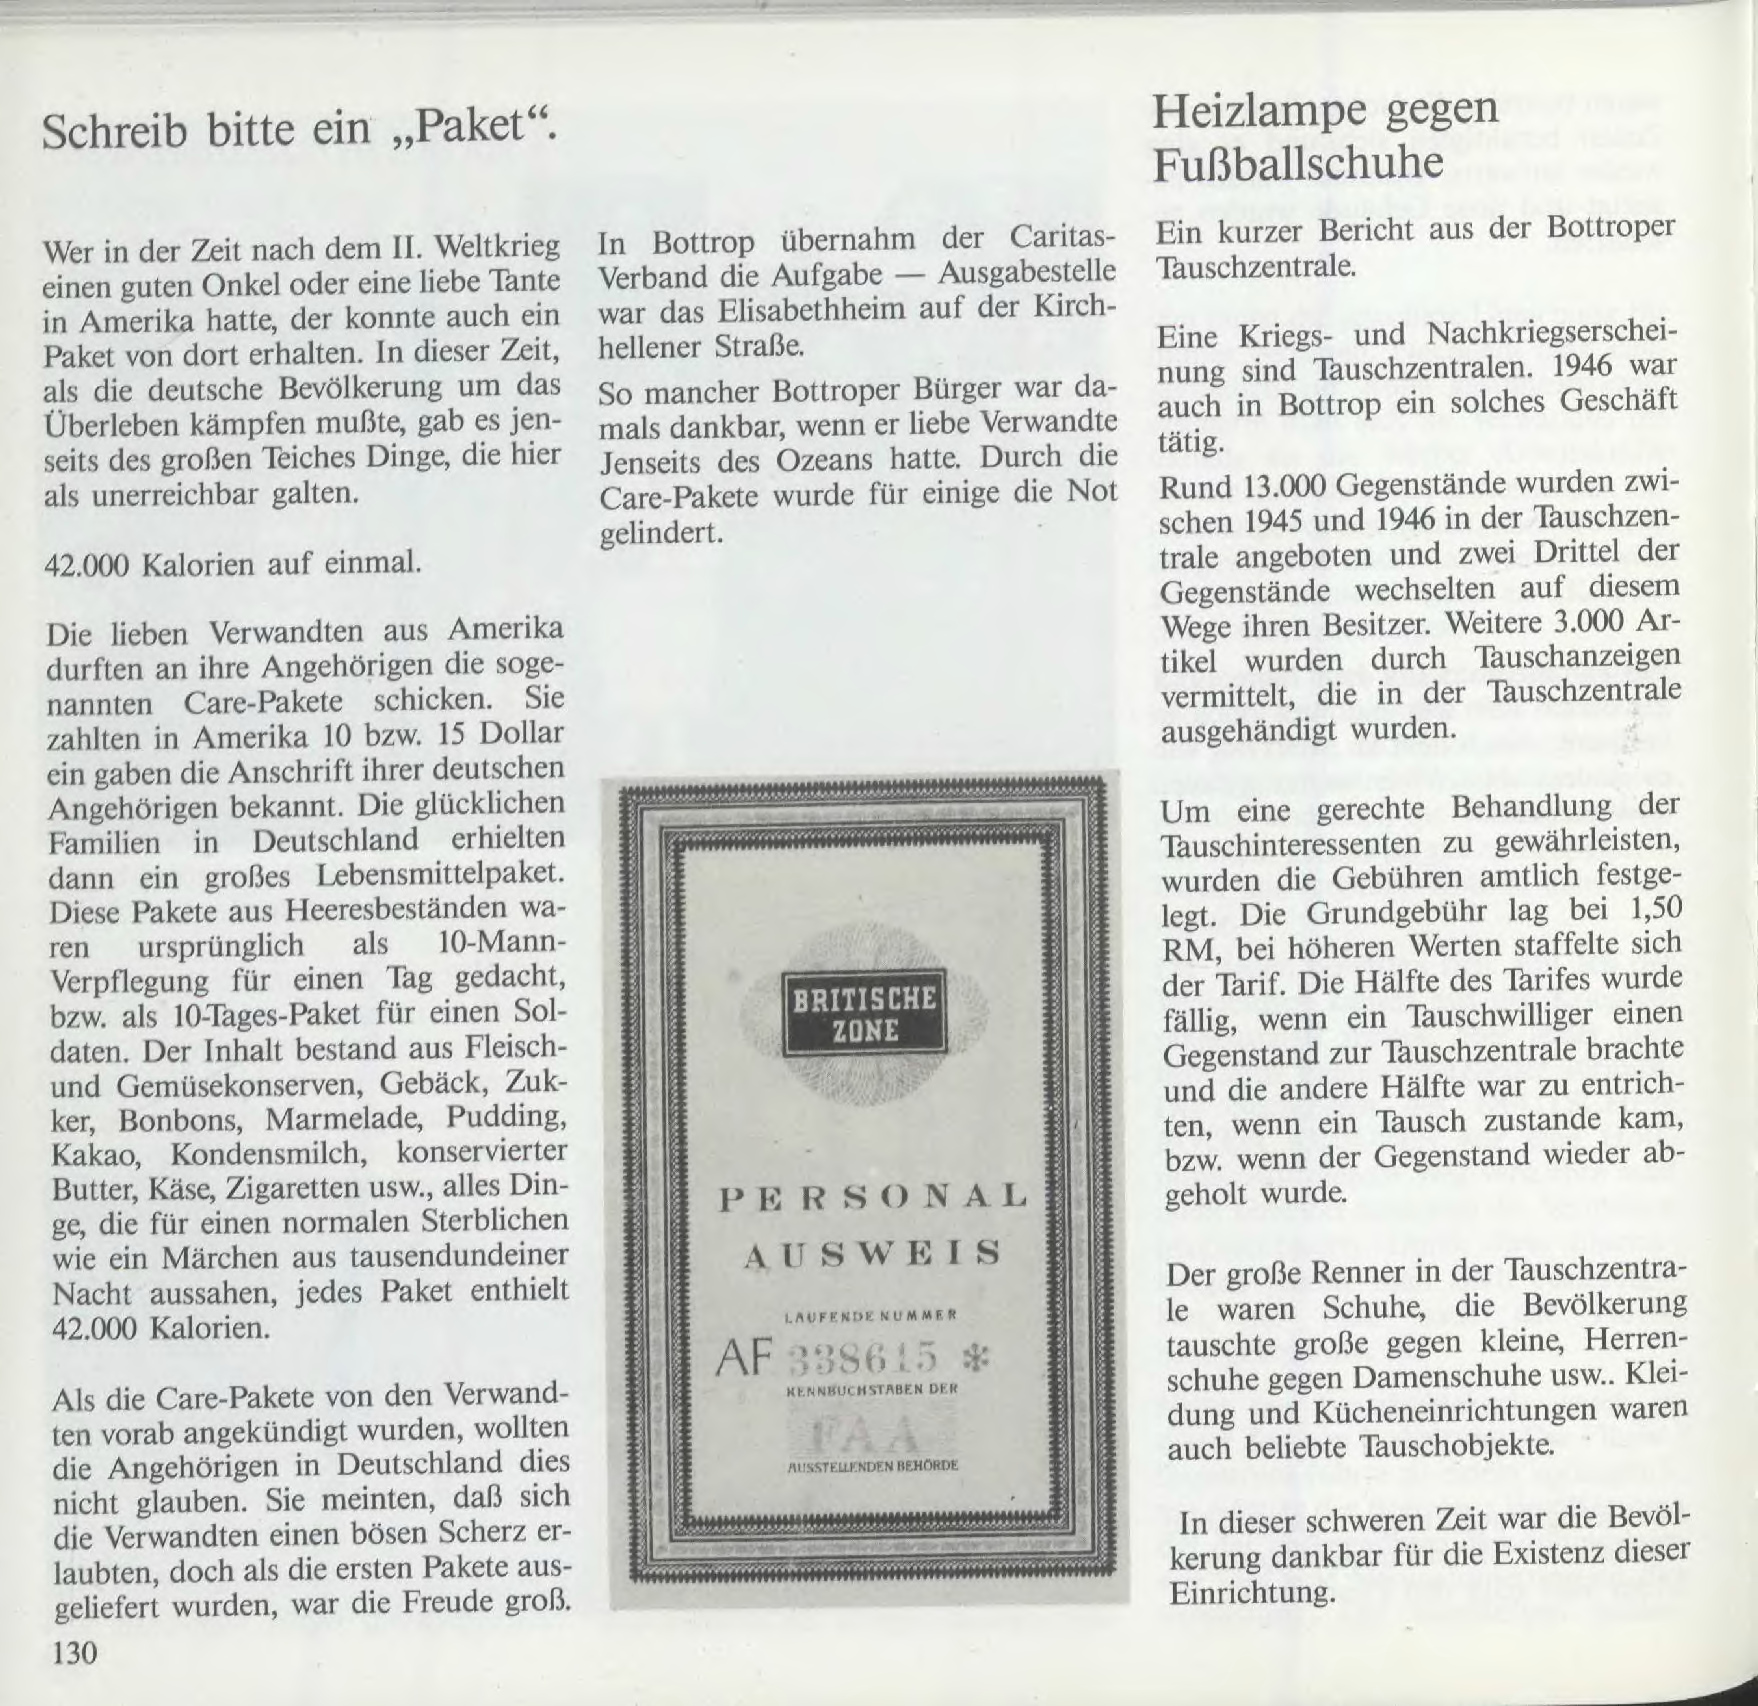 Schreib bitte ein „Paket“.
Wer in der Zeit nach dem II. Weltkrieg
einen guten Onkel oder eine liebe Tante
in Amerika hatte, der konnte auch ein
Paket von dort erhalten. In dieser Zeit,
als die deutsche Bevölkerung um das
Überleben kämpfen mußte, gab es jen-
seits des großen Teiches Dinge, die hier
als unerreichbar galten.
42.000 Kalorien auf einmal.
Die lieben Verwandten aus Amerika
durften an ihre Angehörigen die soge-
nannten Care-Pakete schicken. Sie
zahlten in Amerika 10 bzw. 15 Dollar
ein gaben die Anschrift ihrer deutschen
Angehörigen bekannt. Die glücklichen
Familien in Deutschland erhielten
dann ein großes Lebensmittelpaket.
Diese Pakete aus Heeresbeständen wa-
ren ursprünglich als 10-Mann-
Verpflegung für einen Tag gedacht,
bzw. als 10-Tages-Paket für einen Sol-
daten. Der Inhalt bestand aus Fleisch-
und Gemüsekonserven, Gebäck, Zuk-
ker, Bonbons, Marmelade, Pudding,
Kakao, Kondensmilch, konservierter
Butter, Käse, Zigaretten usw., alles Din-
ge, die für einen normalen Sterblichen
wie ein Märchen aus tausendundeiner
Nacht aussahen, jedes Paket enthielt
42.000 Kalorien.
Als die Care-Pakete von den Verwand-
ten vorab angekündigt wurden, wollten
die Angehörigen in Deutschland dies
nicht glauben. Sie meinten, daß sich
die Verwandten einen bösen Scherz er-
laubten, doch als die ersten Pakete aus-
geliefert wurden, war die Freude groß.
130
In Bottrop übernahm der Caritas-
Verband die Aufgabe — Ausgabestelle
war das Elisabethheim auf der Kirch-
hellener Straße.
So mancher Bottroper Bürger war da-
mals dankbar, wenn er liebe Verwandte
Jenseits des Ozeans hatte. Durch die
Care-Pakete wurde für einige die Not
gelindert.
BRITISCHE
ZONE
PERSONAL
AUSWEIS
LAUFENDE NUMMER
AF 338615 *
KENNBUCHSTABEN DER
FAA
AUSSTELLENDEN BEHÖRDE
Heizlampe gegen
Fußballschuhe
Ein kurzer Bericht aus der Bottroper
Tauschzentrale.
Eine Kriegs- und Nachkriegserschei-
nung sind Tauschzentralen. 1946 war
auch in Bottrop ein solches Geschäft
tätig.
Rund 13.000 Gegenstände wurden zwi-
schen 1945 und 1946 in der Tauschzen-
trale angeboten und zwei Drittel der
Gegenstände wechselten auf diesem
Wege ihren Besitzer. Weitere 3.000 Ar-
tikel wurden durch Tauschanzeigen
vermittelt, die in der Tauschzentrale
ausgehändigt wurden.
Um eine gerechte Behandlung der
Tauschinteressenten zu gewährleisten,
wurden die Gebühren amtlich festge-
legt. Die Grundgebühr lag bei 1,50
RM, bei höheren Werten staffelte sich
der Tarif. Die Hälfte des Tarifes wurde
fällig, wenn ein Tauschwilliger einen
Gegenstand zur Tauschzentrale brachte
und die andere Hälfte war zu entrich-
ten, wenn ein Tausch zustande kam,
bzw. wenn der Gegenstand wieder ab-
geholt wurde.
Der große Renner in der Tauschzentra-
le waren Schuhe, die Bevölkerung
tauschte große gegen kleine, Herren-
schuhe gegen Damenschuhe usw.. Klei-
dung und Kücheneinrichtungen waren
auch beliebte Tauschobjekte.
In dieser schweren Zeit war die Bevöl-
kerung dankbar für die Existenz dieser
Einrichtung.